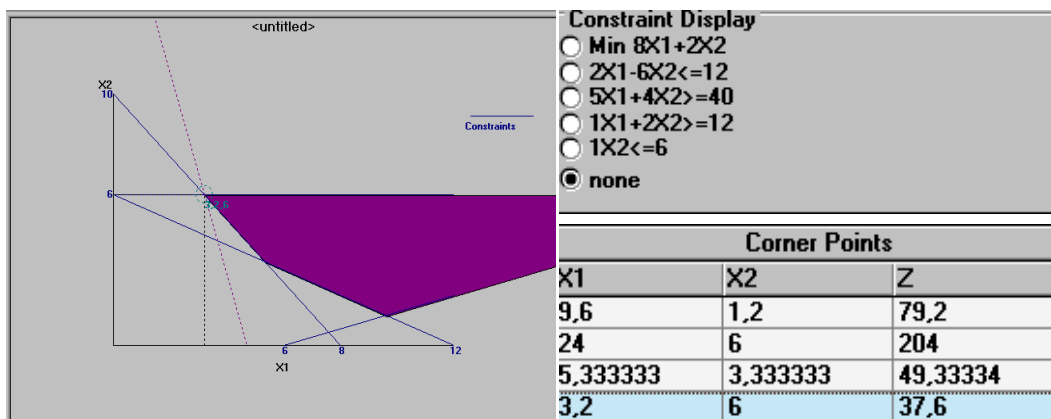 <untitled>
X2
10
Constraints
6
3,2,6
6
8
12
X1
Constraint Display
Min 8X1+2X2
2X1-6X2<=12
5X1+4X2>=40
1X1+2X2>=12
1X2<=6
none
Corner Points
X1 X2 Z
9,6 1,2 79,2
24 6 204
5,333333 3,333333 49,33334
3,2 6 37,6